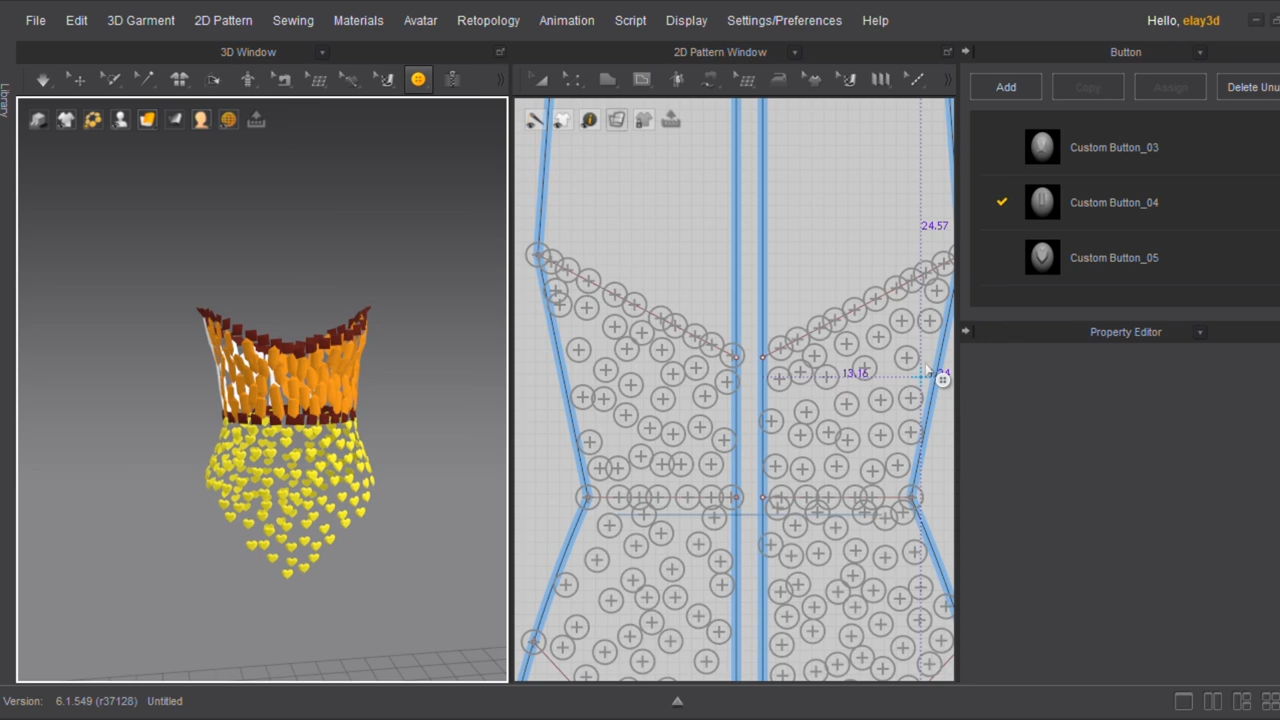 File Edit 3D Garment 2D Pattern Sewing Materials Avatar Retopology Animation Script Display Settings/Preferences Help Hello, elay3d
3D Window 2D Pattern Window Button
Library
Add Copy Assign Delete Unu
Custom Button_03
Custom Button_04
24.57
Custom Button_05
Property Editor
13.16
Version: 6.1.549 (r37128) Untitled